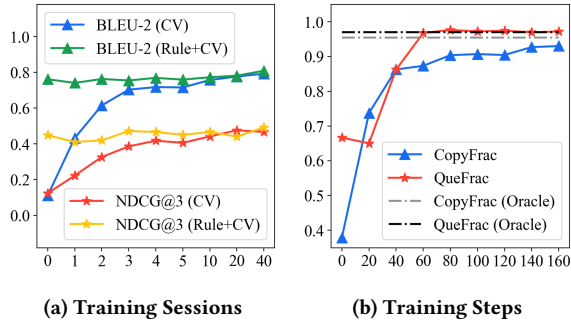 1.0
0.8
0.6
0.4
0.2
0.0
BLEU-2 (CV)
BLEU-2 (Rule+CV)
NDCG@3 (CV)
NDCG@3 (Rule+CV)
0 1 2 3 4 5 10 20 40
(a) Training Sessions
1.0
0.9
0.8
0.7
0.6
0.5
0.4
CopyFrac
QueFrac
CopyFrac (Oracle)
QueFrac (Oracle)
0 20 40 60 80 100 120 140 160
(b) Training Steps